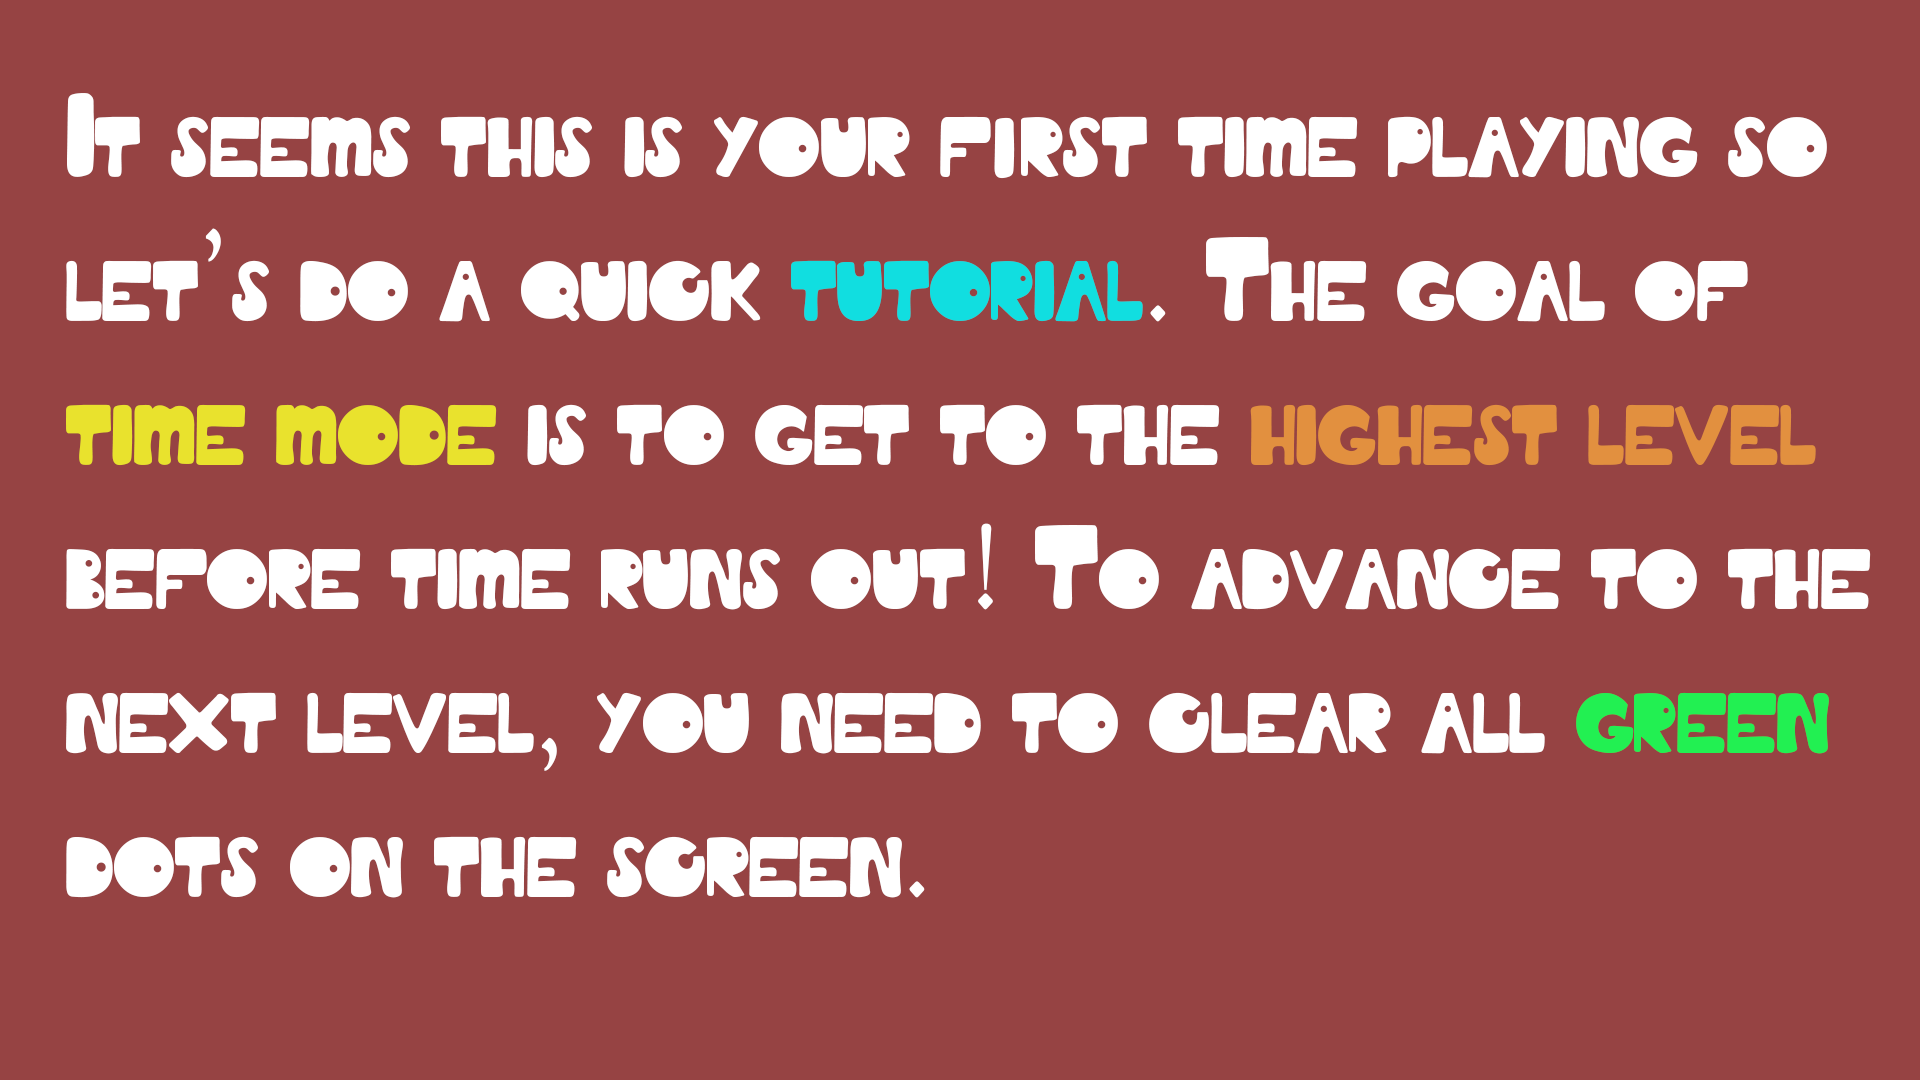 It seems this is your first time playing so
let's do a quick tutorial. The goal of
time mode is to get to the highest level
before time runs out! To advance to the
next level, you need to clear all green
dots on the screen.